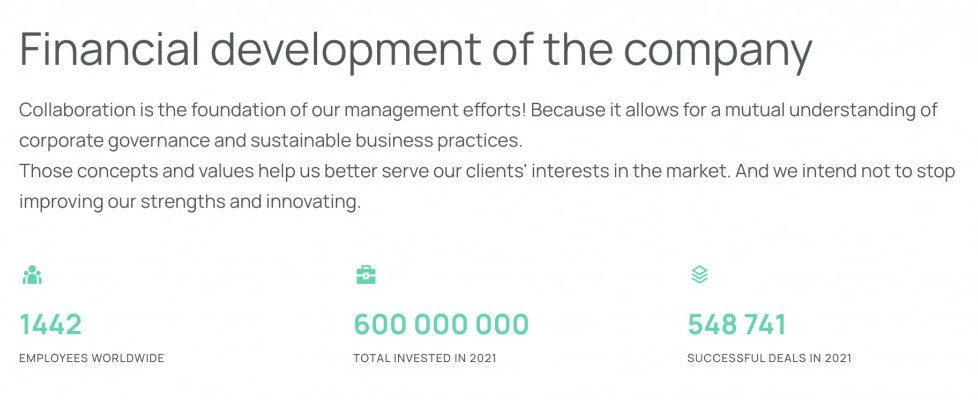 Financial development of the company
Collaboration is the foundation of our management efforts! Because it allows for a mutual understanding of
corporate governance and sustainable business practices.
Those concepts and values help us better serve our clients' interests in the market. And we intend not to stop
improving our strengths and innovating.
1442
EMPLOYEES WORLDWIDE
600 000 000
TOTAL INVESTED IN 2021
548 741
SUCCESSFUL DEALS IN 2021